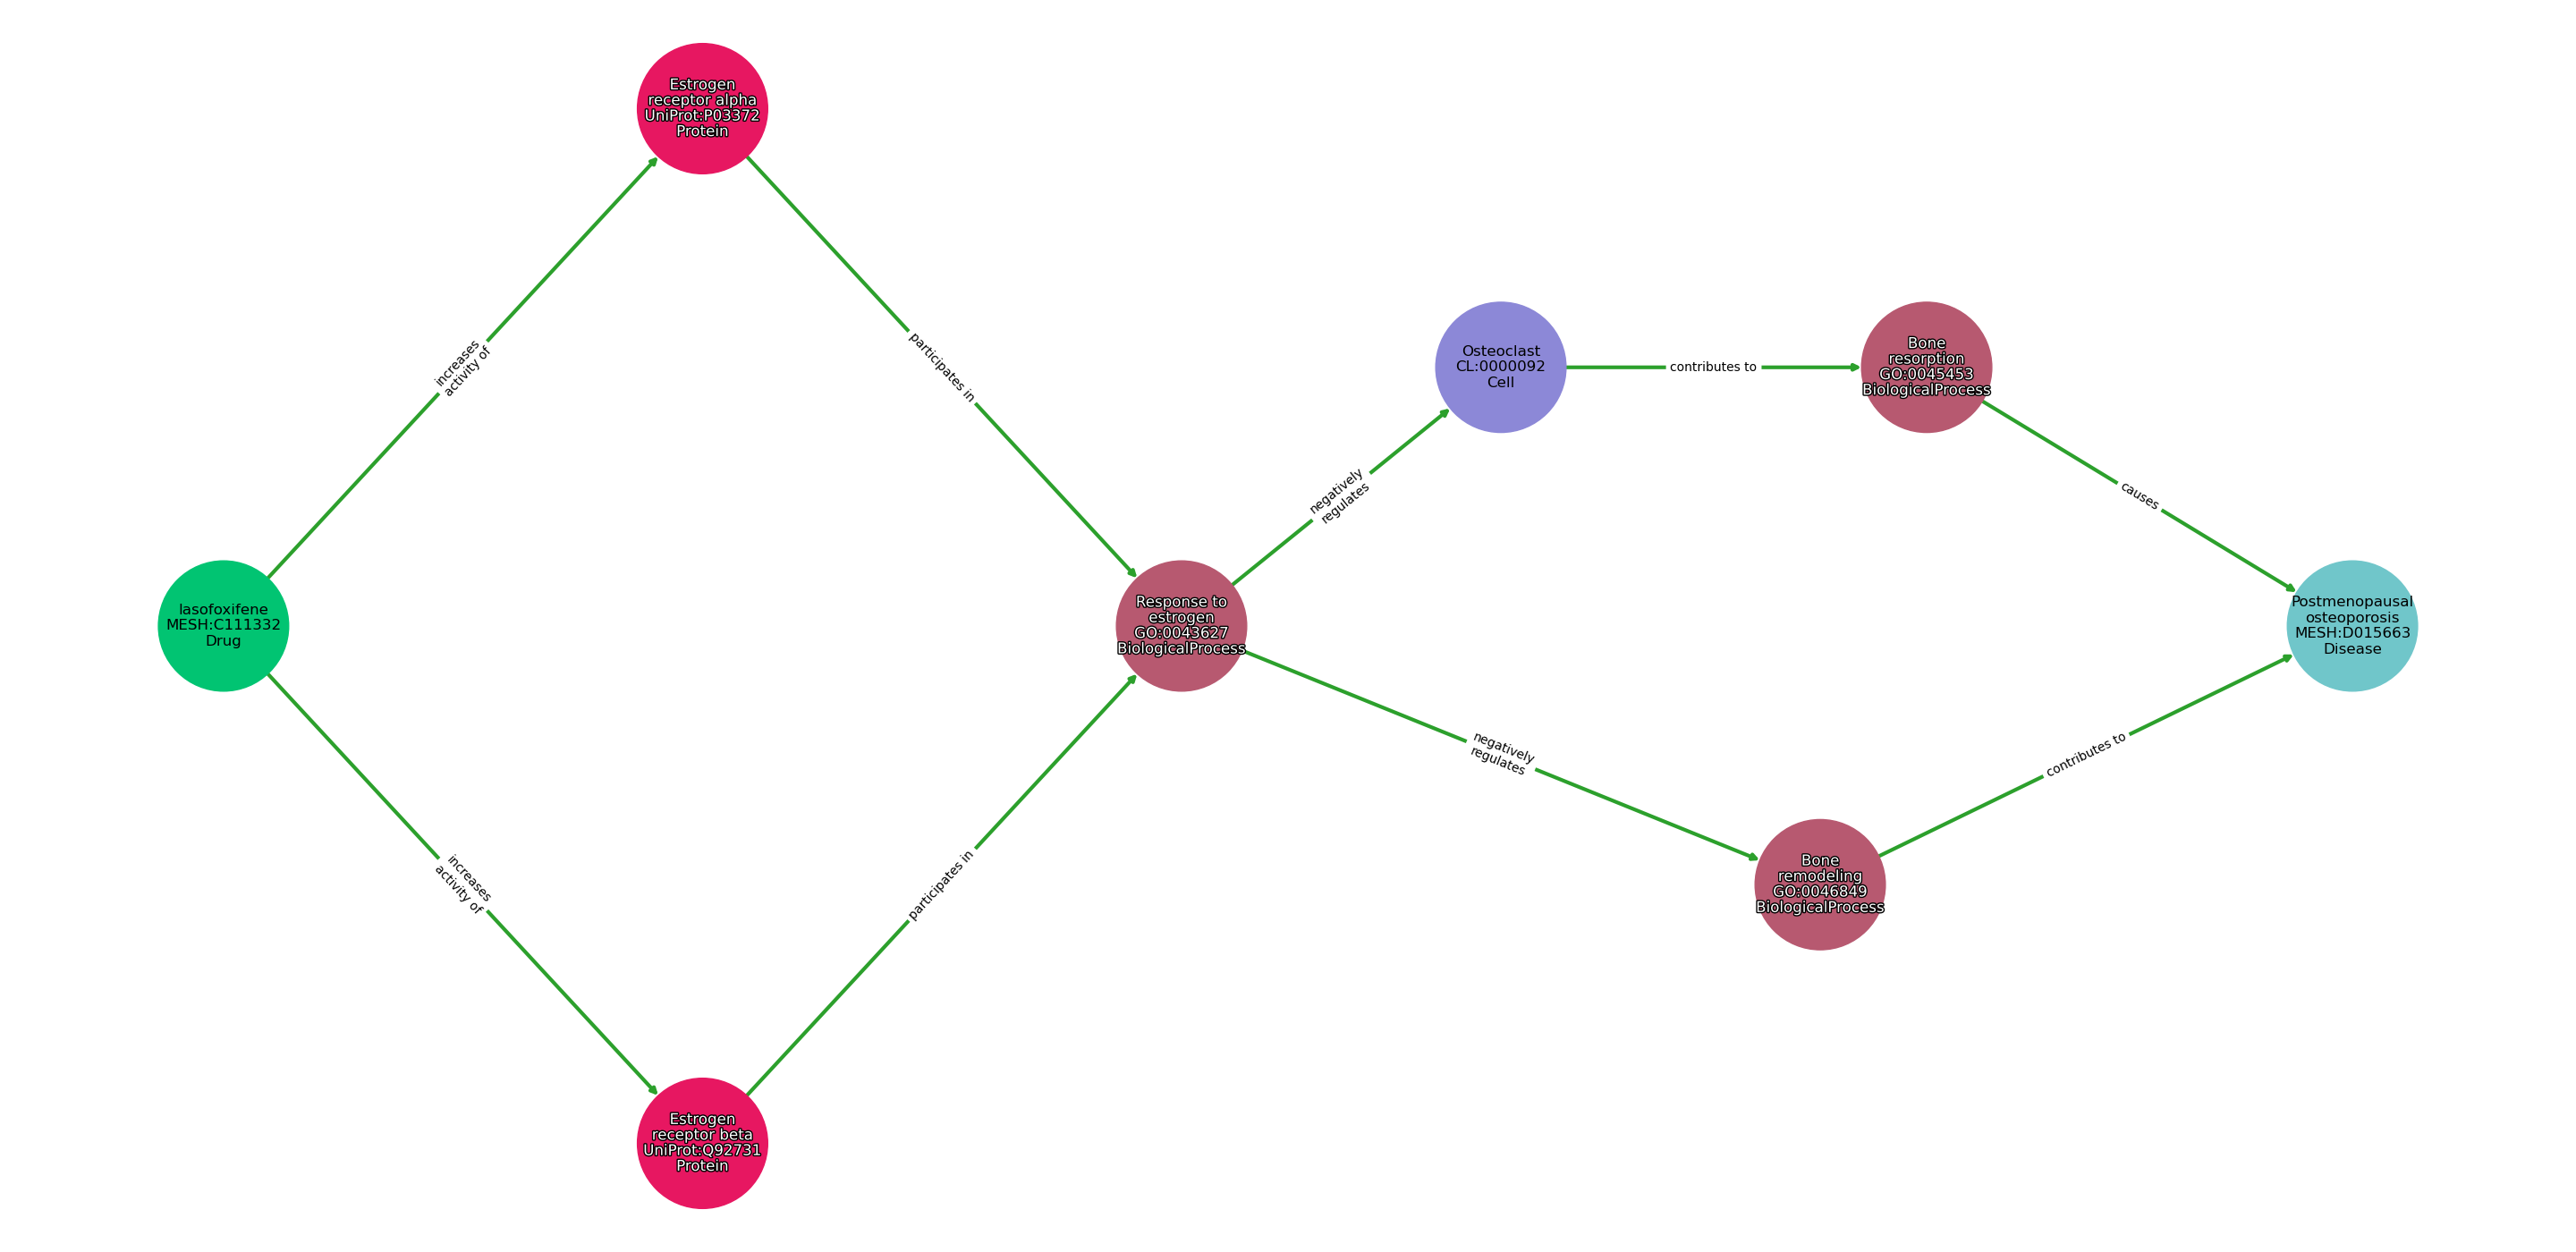 Estrogen
receptor alpha
UniProt:P03372
Protein
increases
activity of
participates in
Osteoclast
CL:0000092
Cell
contributes to
Bone
resorption
GO:0045453
BiologicalProcess
negatively
regulates
causes
lasofoxifene
MESH:C111332
Drug
Response to
estrogen
GO:0043627
BiologicalProcess
Postmenopausal
osteoporosis
MESH:D015663
Disease
negatively
regulates
contributes to
increases
activity of
participates in
Bone
remodeling
GO:0046849
BiologicalProcess
Estrogen
receptor beta
UniProt:Q92731
Protein